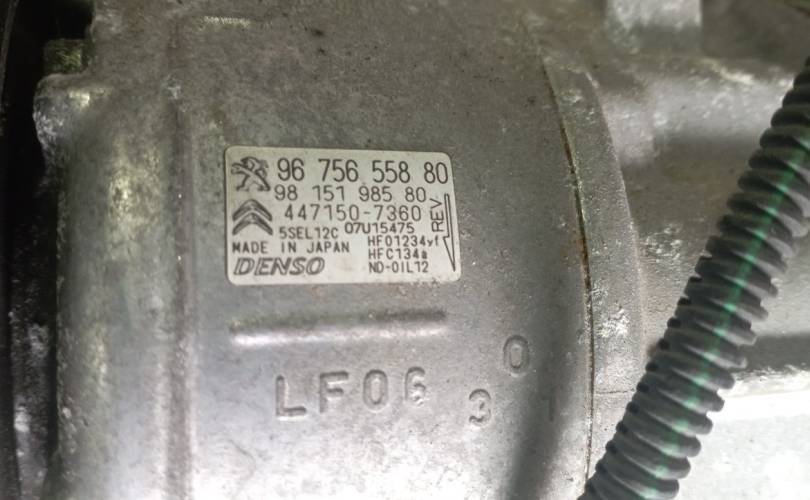 96 756 558 80
98 151 985 80
447150-7360
5SEL12C 07U15475
MADE IN JAPAN HFO1234yf
HFC134a
DENSO ND-OIL12
REV
LF06
0
3 1